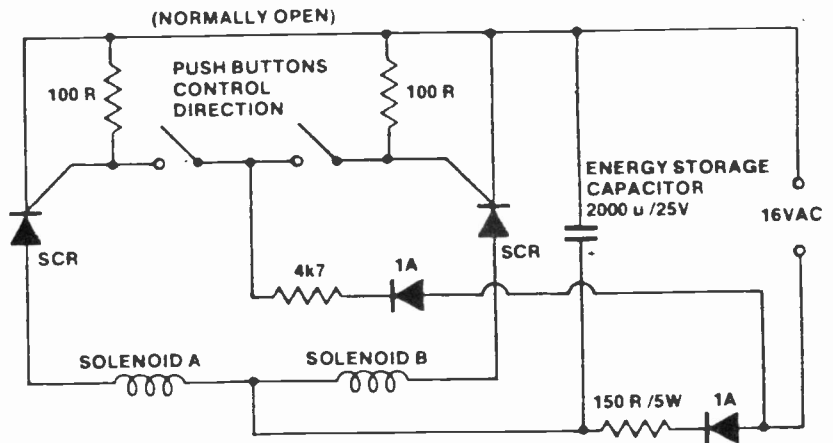 (NORMALLY OPEN)
100 R
PUSH BUTTONS
CONTROL
DIRECTION
100 R
ENERGY STORAGE
CAPACITOR
2000 u /25V
16VAC
SCR
SCR
4k7
1A
+
SOLENOID A
SOLENOID B
150 R /5W
1A